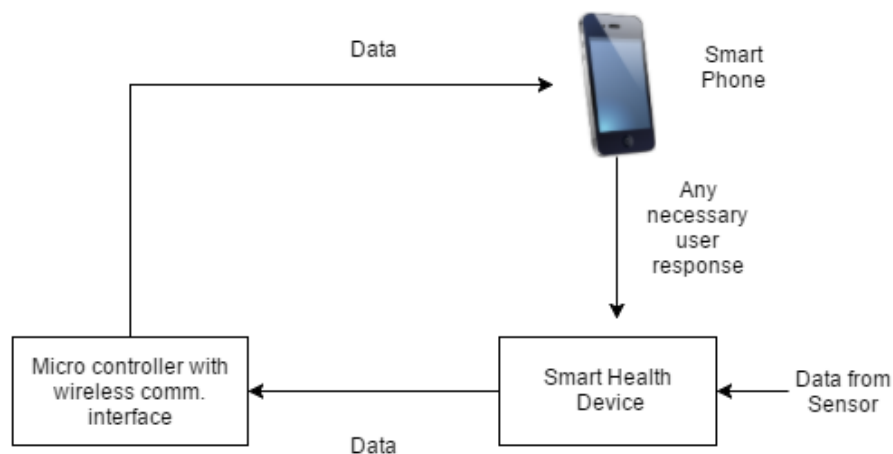 Data
Smart
Phone
Any
necessary
user
response
Micro controller with
wireless comm.
interface
Smart Health
Device
Data from
Sensor
Data